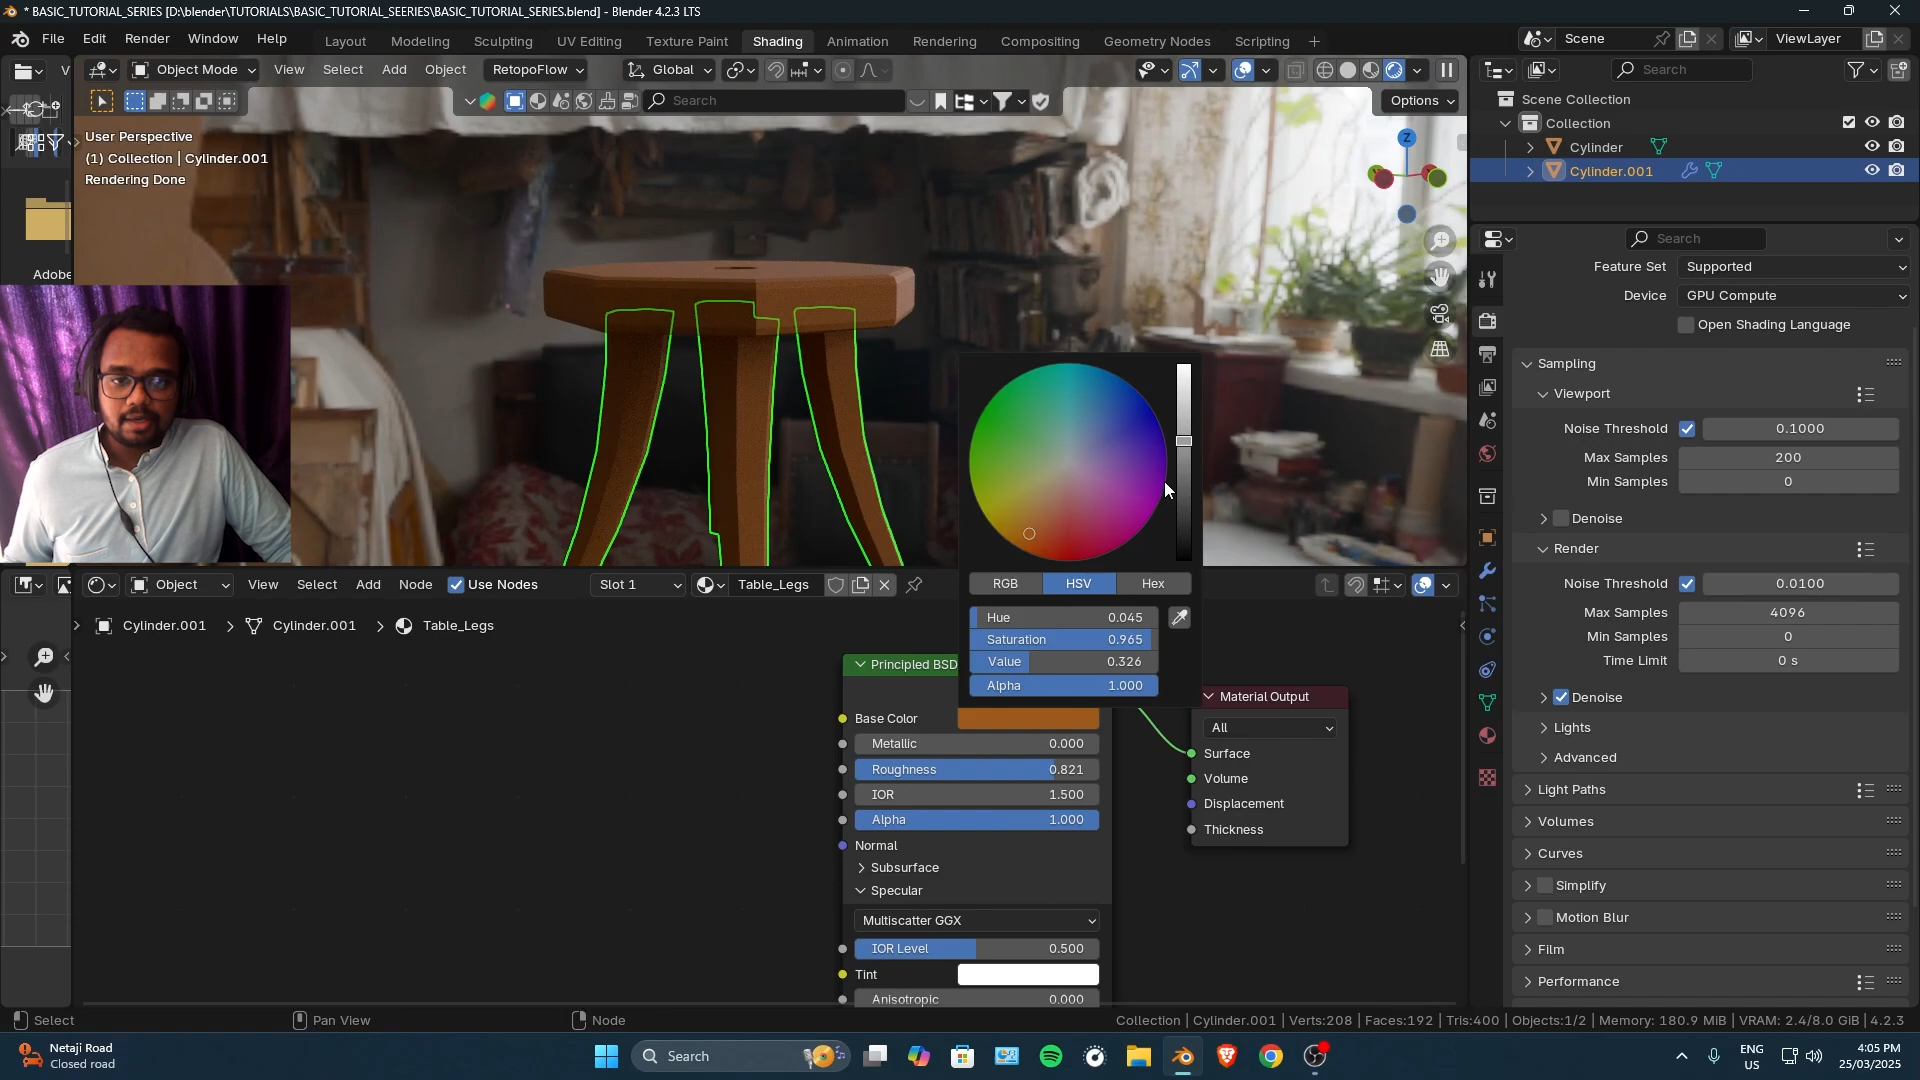 * BASIC_TUTORIAL_SEERIES [D:\blender\TUTORIALS\BASIC_TUTORIAL_SEERIES\BASIC_TUTORIAL_SERIES.blend] - Blender 4.2.3 LTS
File Edit Render Window Help Layout Modeling Sculpting UV Editing Texture Paint Shading Animation Rendering Compositing Geometry Nodes Scripting Scene ViewLayer
V Object Mode View Select Add Object RetopoFlow Global Search
Search Options
User Perspective
(1) Collection | Cylinder.001
Rendering Done
Z
Adobe
Scene Collection
Collection
Cylinder
Cylinder.001
Search
Feature Set Supported
Device GPU Compute
Open Shading Language
Sampling
Viewport
Noise Threshold 0.1000
Max Samples 200
Min Samples 0
Denoise
Render
Noise Threshold 0.0100
Max Samples 4096
Min Samples 0
Time Limit 0 s
Denoise
Lights
Advanced
Light Paths
Volumes
Curves
Simplify
Motion Blur
Film
Performance
RGB HSV Hex
Hue 0.045
Saturation 0.965
Value 0.326
Alpha 1.000
Object View Select Add Node Use Nodes Slot 1 Table_Legs
Cylinder.001 Cylinder.001 Table_Legs
Principled BSD
Base Color
Metallic 0.000
Roughness 0.821
IOR 1.500
Alpha 1.000
Normal
Subsurface
Specular
Multiscatter GGX
IOR Level 0.500
Tint
Anisotropic 0.000
Material Output
All
Surface
Volume
Displacement
Thickness
Select Pan View Node Collection | Cylinder.001 | Verts:208 | Faces:192 | Tris:400 | Objects:1/2 | Memory: 180.9 MiB | VRAM: 2.4/8.0 GiB | 4.2.3
Netaji Road
Closed road
Search
ENG
US
4:05 PM
25/03/2025